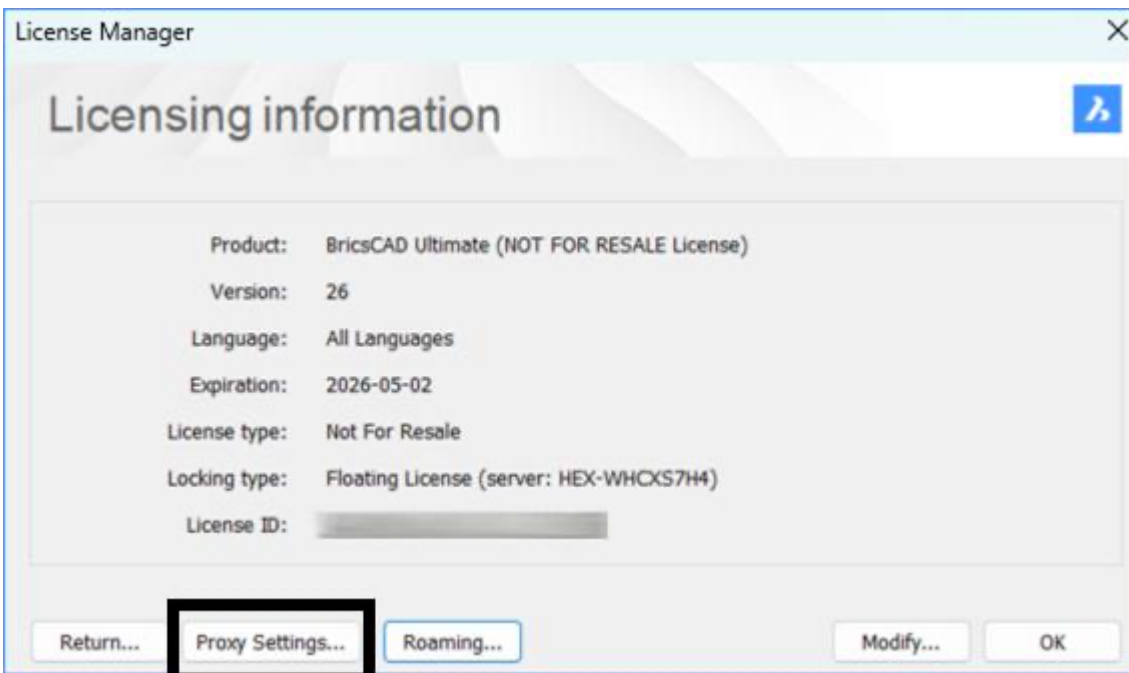 License Manager
Licensing information
Product: BricsCAD Ultimate (NOT FOR RESALE License)
Version: 26
Language: All Languages
Expiration: 2026-05-02
License type: Not For Resale
Locking type: Floating License (server: HEX-WHCXS7H4)
License ID:
Return... Proxy Settings... Roaming... Modify... OK